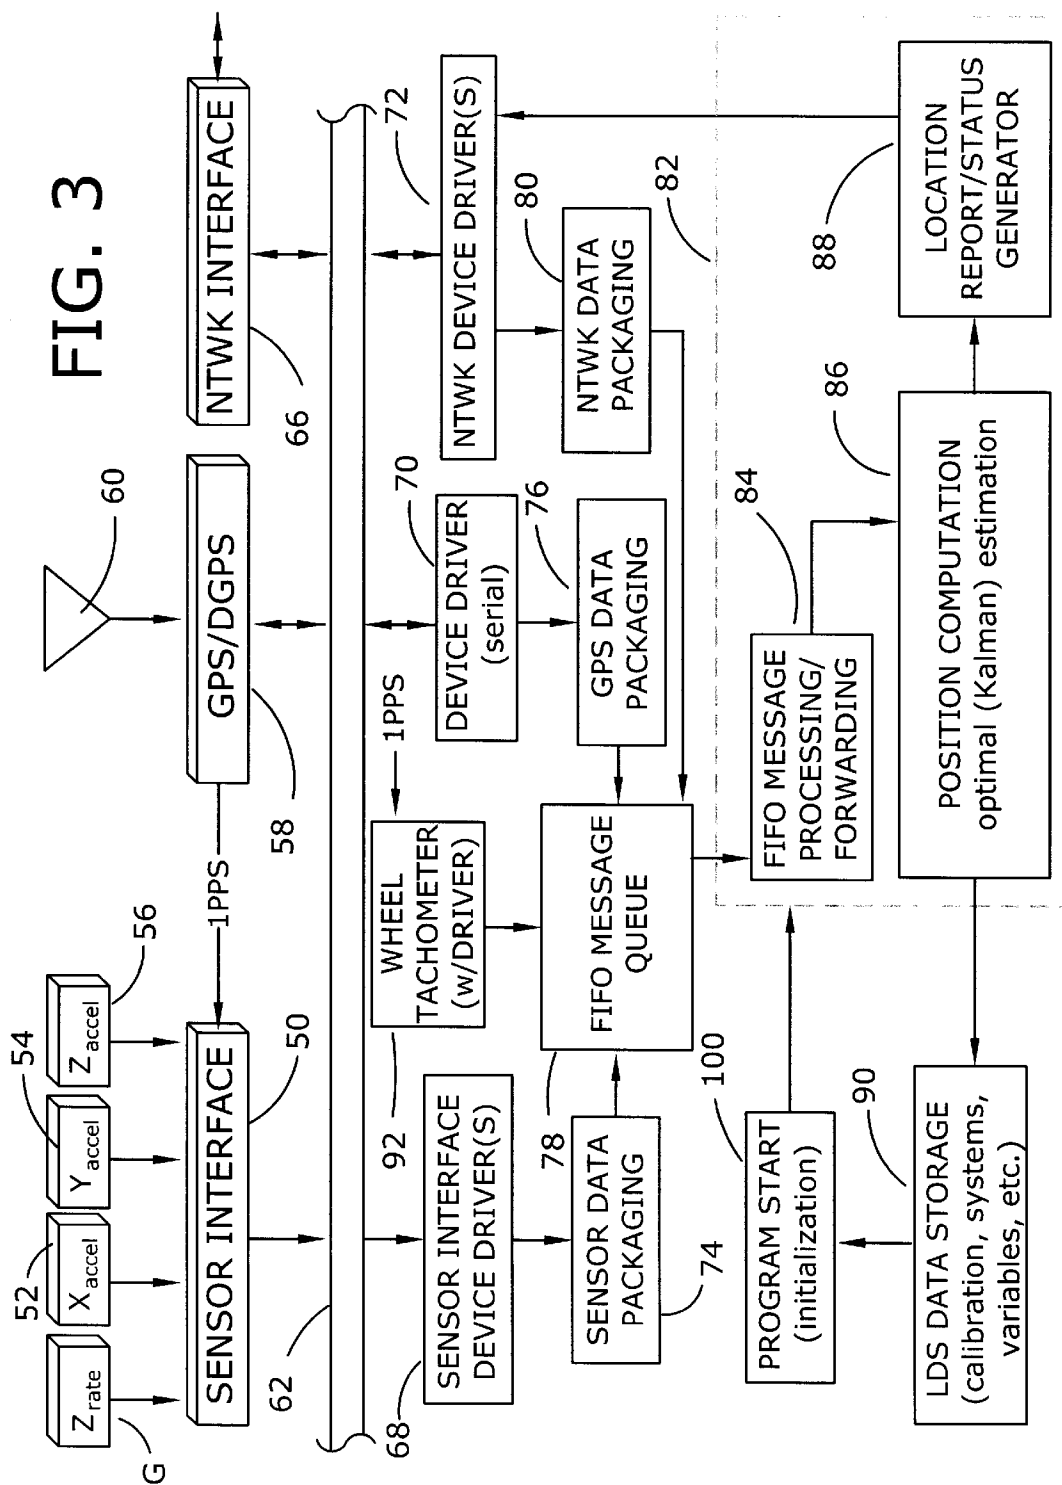 FIG. 3
Z rate
G
X accel
52
Y accel
54
Z accel
56
60
SENSOR INTERFACE
50
1PPS
GPS/DGPS
58
NTWK INTERFACE
66
62
SENSOR INTERFACE
DEVICE DRIVER(S)
68
WHEEL
TACHOMETER
(w/DRIVER)
92
1PPS
DEVICE DRIVER
(serial)
70
NTWK DEVICE DRIVER(S)
72
SENSOR DATA
PACKAGING
74
FIFO MESSAGE
QUEUE
78
GPS DATA
PACKAGING
76
NTWK DATA
PACKAGING
80
82
PROGRAM START
(initialization)
100
FIFO MESSAGE
PROCESSING/
FORWARDING
84
LDS DATA STORAGE
(calibration, systems,
variables, etc.)
90
POSITION COMPUTATION
optimal (Kalman) estimation
86
LOCATION
REPORT/STATUS
GENERATOR
88